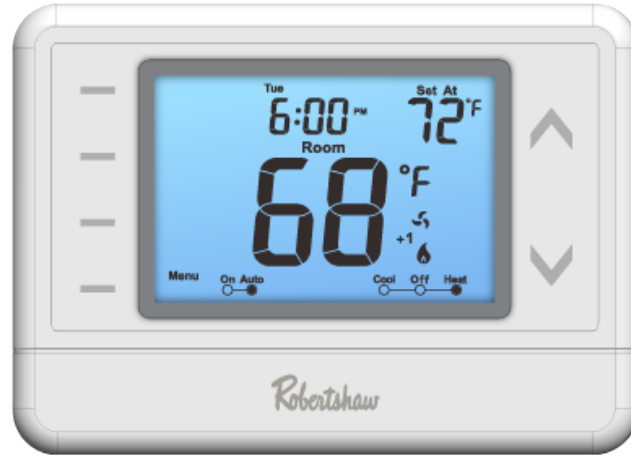 Tue
Set At
6:00 PM
72°F
Room
68 °F
+1
Menu
On Auto
Cool Off Heat
Robertshaw